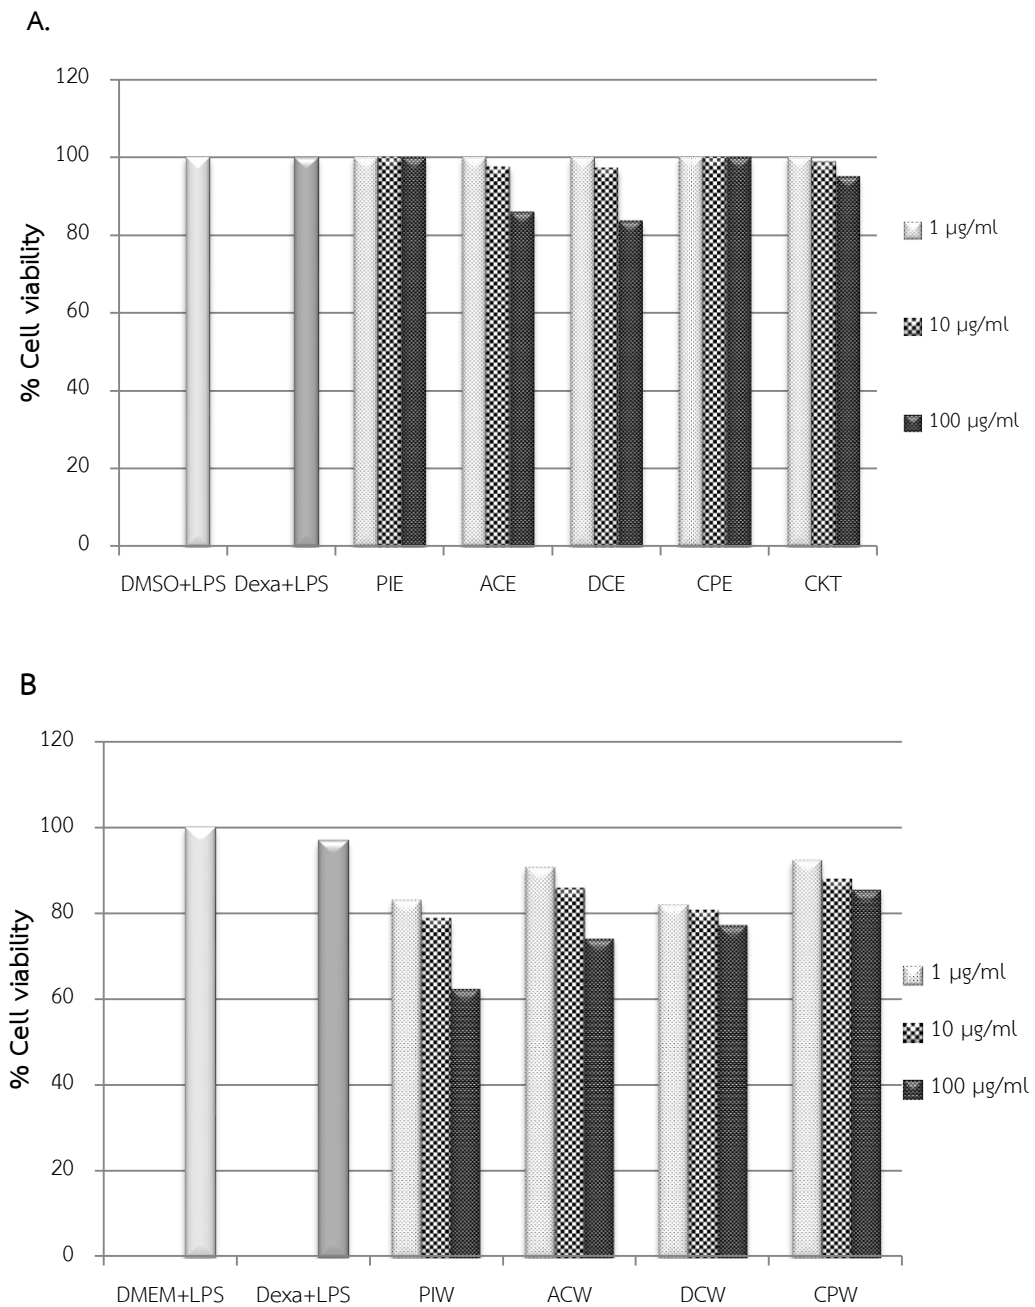 A.
% Cell viability
120
100
80
60
40
20
0
DMSO+LPS Dexa+LPS PIE ACE DCE CPE CKT
1 µg/ml
10 µg/ml
100 µg/ml
B
% Cell viability
120
100
80
60
40
20
0
DMEM+LPS Dexa+LPS PIW ACW DCW CPW
1 µg/ml
10 µg/ml
100 µg/ml